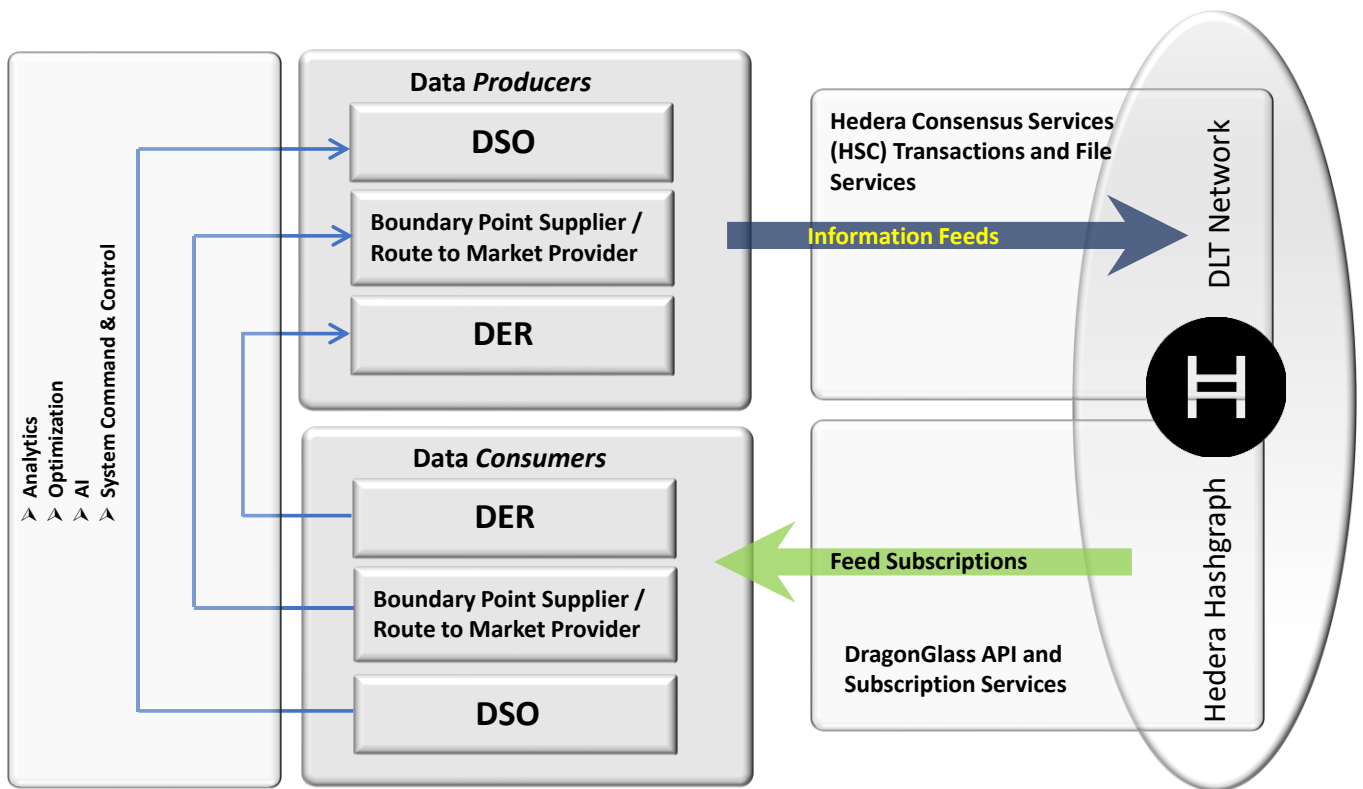 ➢ Analytics
➢ Optimization
➢ AI
➢ System Command & Control
Data Producers
DSO
Boundary Point Supplier /
Route to Market Provider
DER
Data Consumers
DER
Boundary Point Supplier /
Route to Market Provider
DSO
Hedera Consensus Services
(HSC) Transactions and File
Services
Information Feeds
Feed Subscriptions
DragonGlass API and
Subscription Services
DLT Network
Hedera Hashgraph